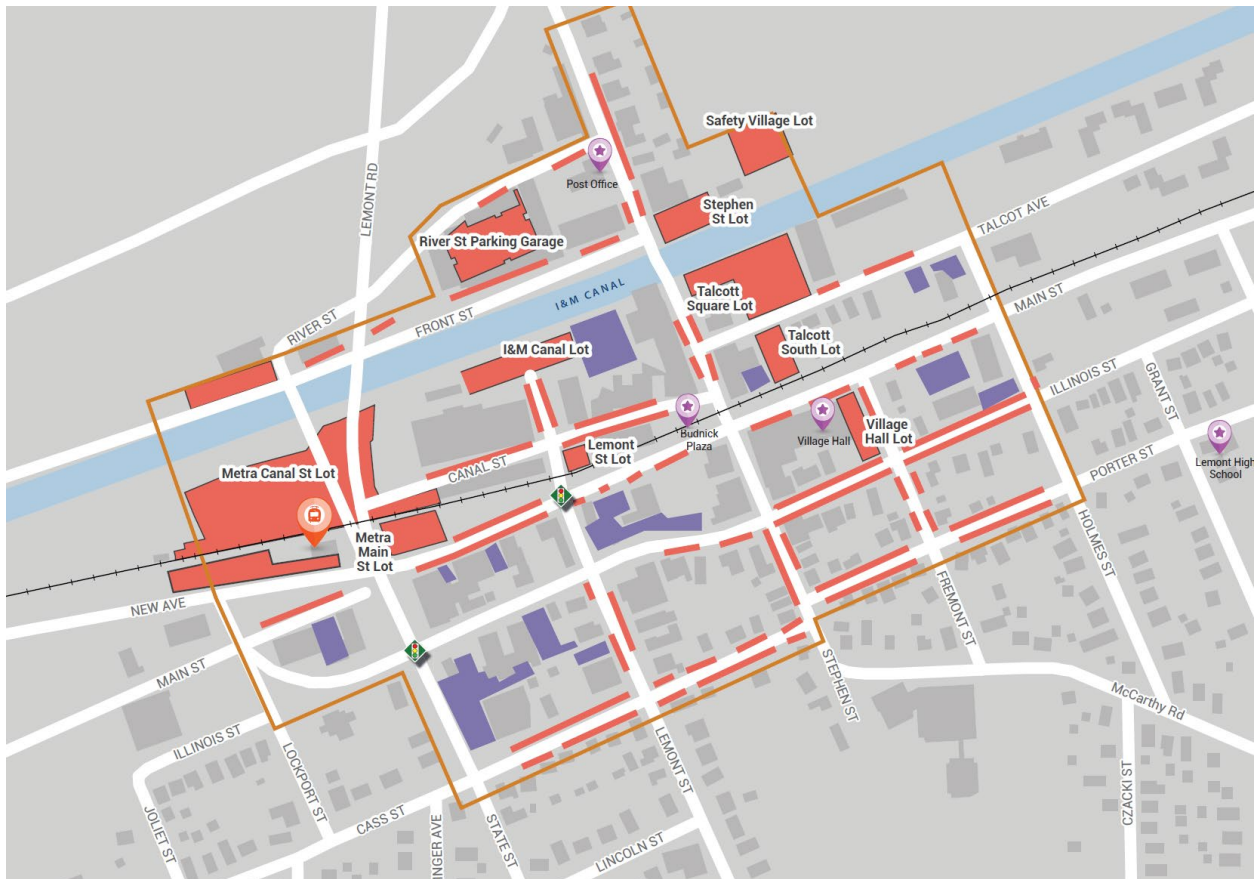 Safety Village Lot
Post Office
LEMONT RD
Stephen
St Lot
TALCOT AVE
River St Parking Garage
I&M CANAL
Talcott
Square Lot
MAIN ST
RIVER ST
FRONT ST
I&M Canal Lot
Talcott
South Lot
ILLINOIS ST
GRANT ST
Budnick
Plaza
Village Hall
Village
Hall Lot
Lemont
St Lot
CANAL ST
PORTER ST
Lemont High
School
Metra Canal St Lot
HOLMES ST
Metra
Main
St Lot
NEW AVE
FREMONT ST
MAIN ST
STEPHEN ST
McCarthy Rd
ILLINOIS ST
LOCKPORT ST
LEMONT ST
CZACKI ST
JOLIET ST
CASS ST
INGER AVE
STATE ST
LINCOLN ST